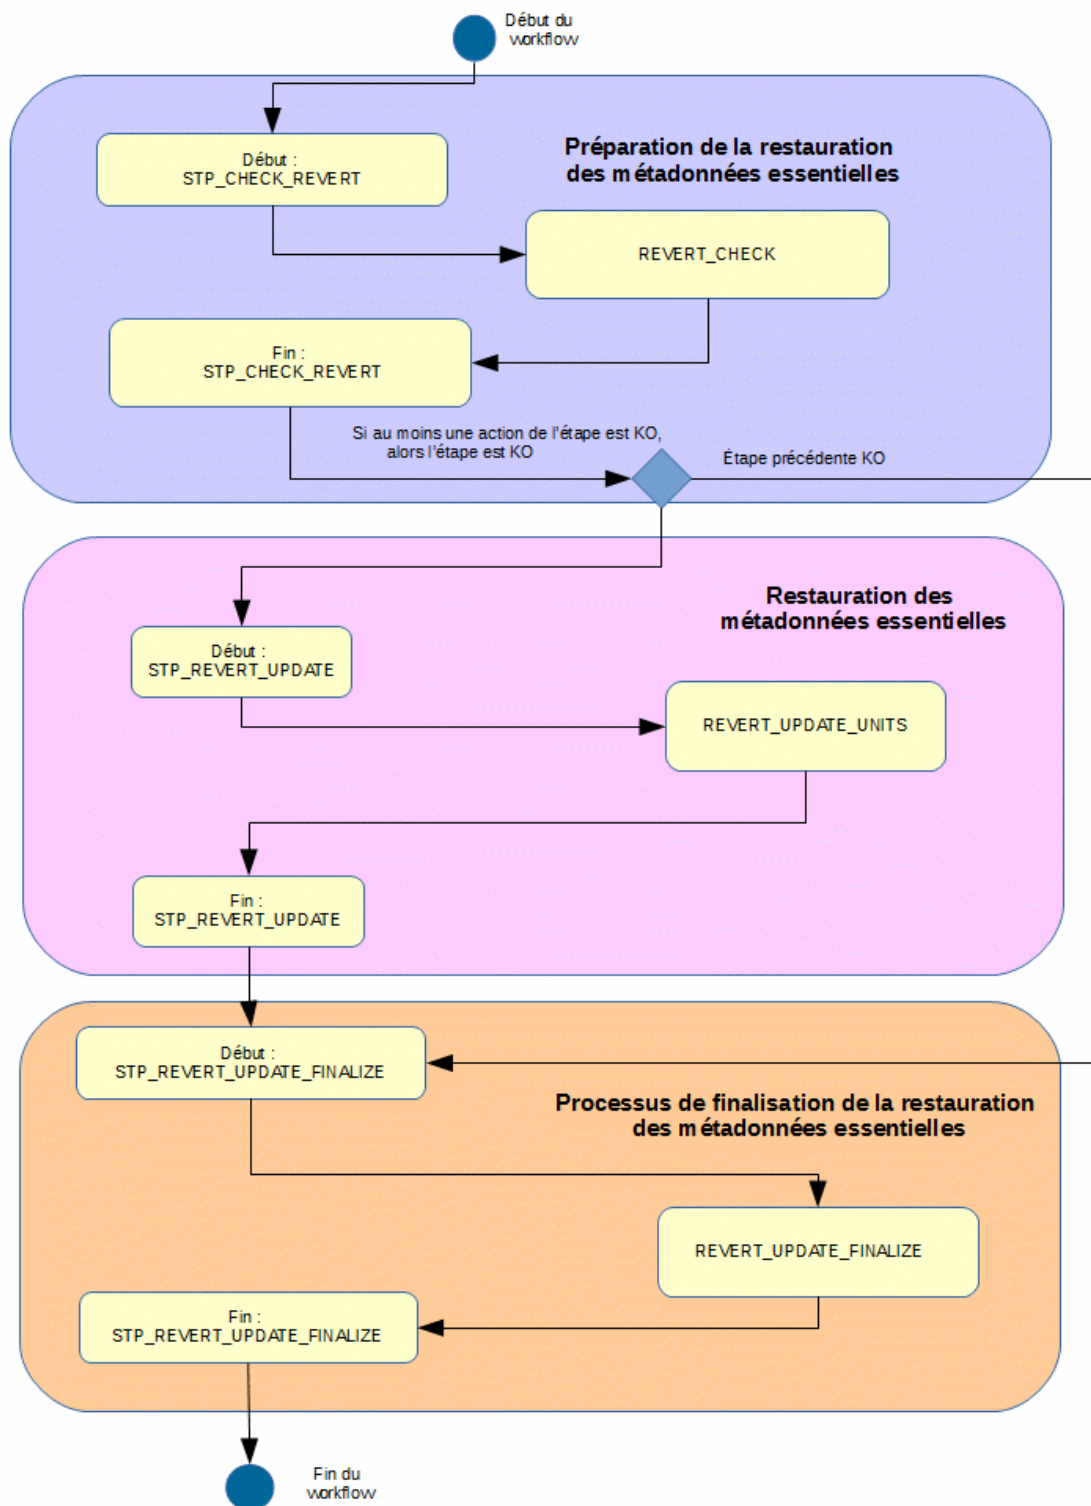 Début du
workflow
Préparation de la restauration
des métadonnées essentielles
Début :
STP_CHECK_REVERT
REVERT_CHECK
Fin :
STP_CHECK_REVERT
Si au moins une action de l'étape est KO,
alors l'étape est KO
Étape précédente KO
Restauration des
métadonnées essentielles
Début :
STP_REVERT_UPDATE
REVERT_UPDATE_UNITS
Fin :
STP_REVERT_UPDATE
Début :
STP_REVERT_UPDATE_FINALIZE
Processus de finalisation de la restauration
des métadonnées essentielles
REVERT_UPDATE_FINALIZE
Fin :
STP_REVERT_UPDATE_FINALIZE
Fin du
workflow